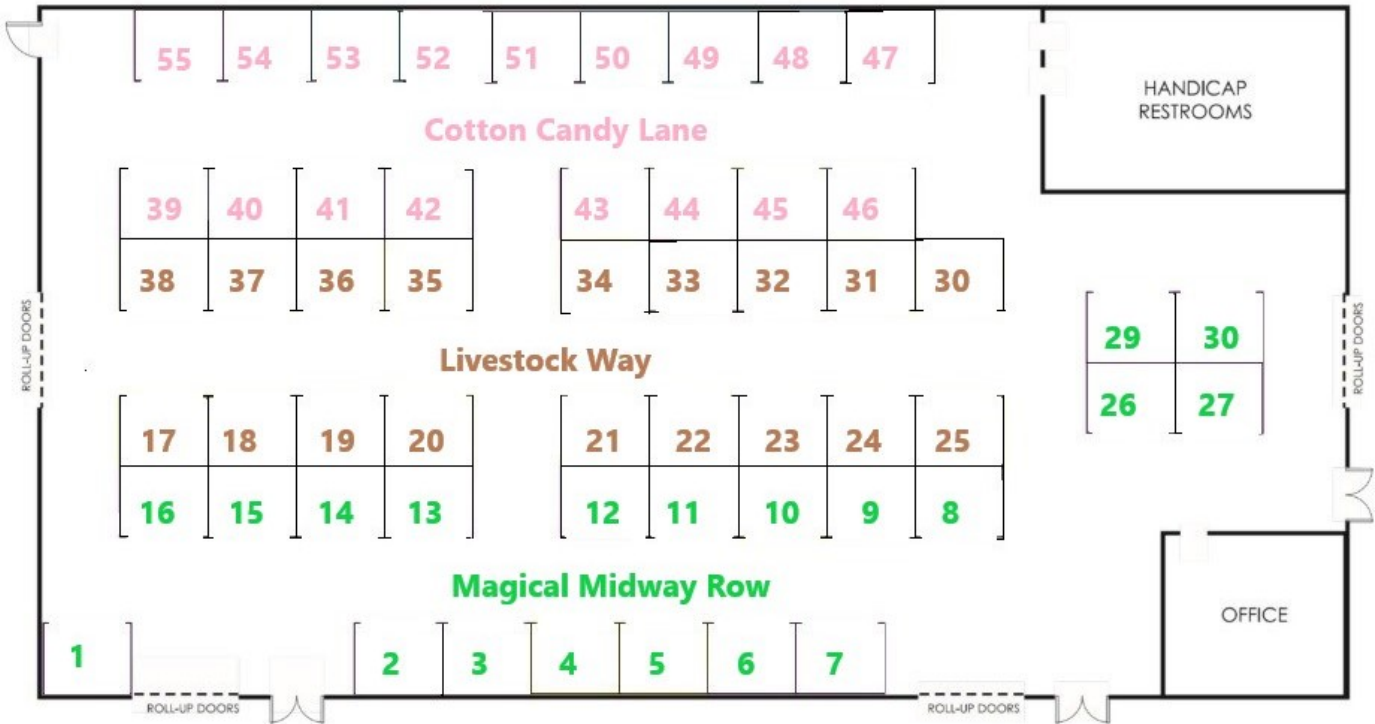 55 54 53 52 51 50 49 48 47
HANDICAP
RESTROOMS
Cotton Candy Lane
39 40 41 42 43 44 45 46
38 37 36 35 34 33 32 31 30
29 30
26 27
ROLL-UP DOORS
ROLL-UP DOORS
Livestock Way
17 18 19 20 21 22 23 24 25
16 15 14 13 12 11 10 9 8
Magical Midway Row
OFFICE
1 2 3 4 5 6 7
ROLL-UP DOORS
ROLL-UP DOORS